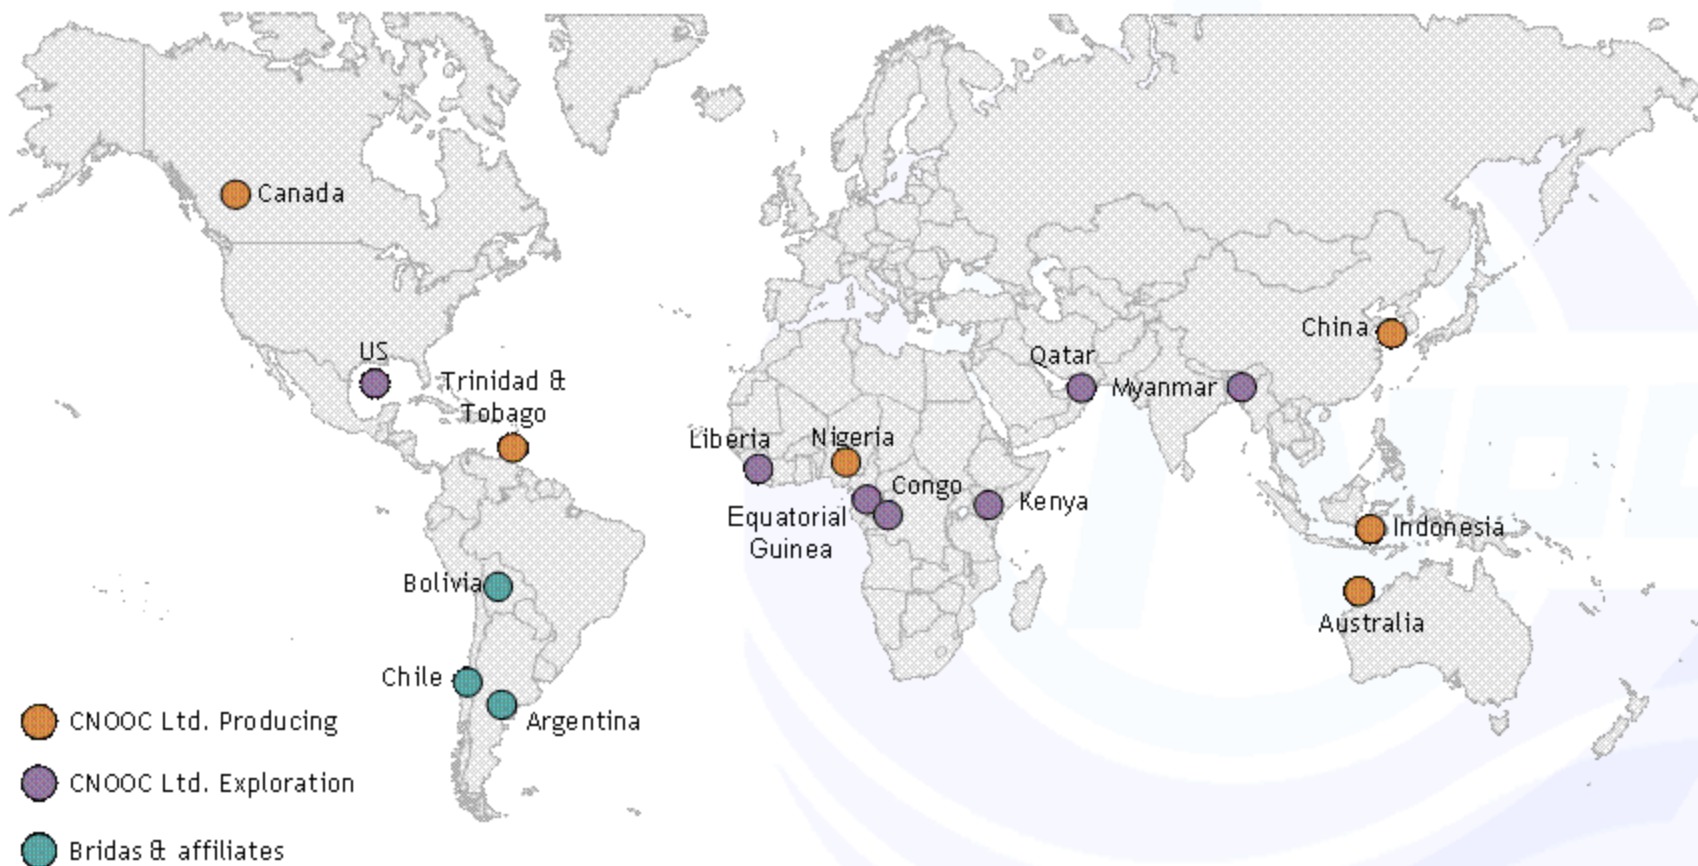 Canada
US
Trinidad &
Tobago
Bolivia
Chile
Argentina
Liberia
Nigeria
Congo
Equatorial
Guinea
Kenya
Qatar
Myanmar
China
Indonesia
Australia
CNOOC Ltd. Producing
CNOOC Ltd. Exploration
Bridas & affiliates